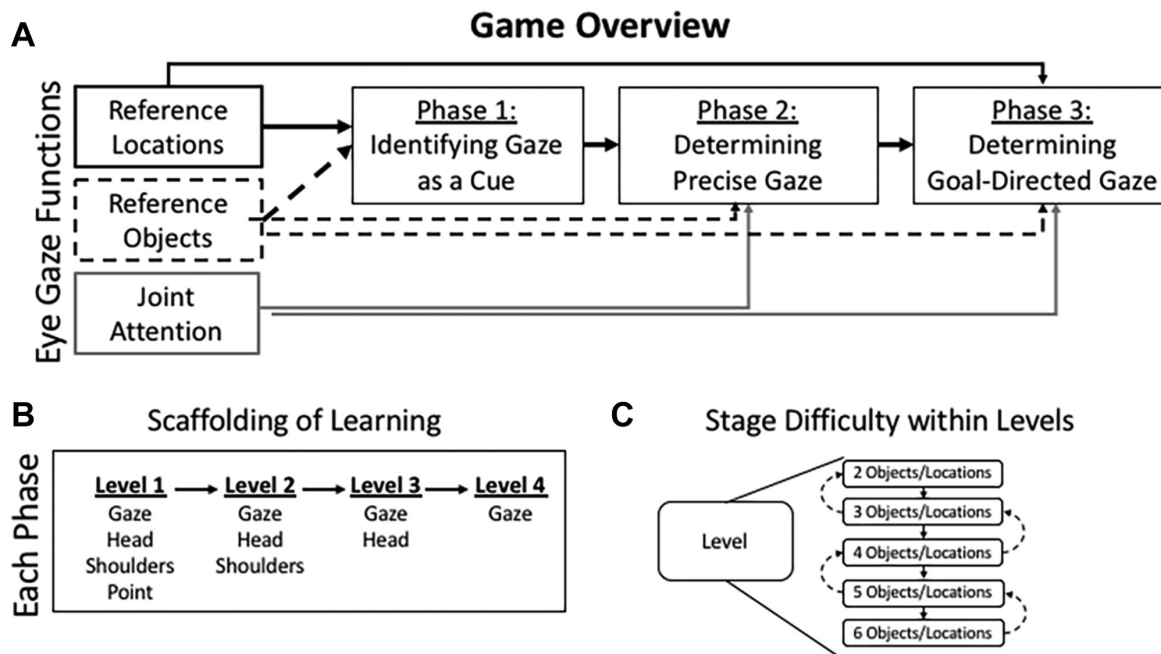 A
Game Overview
Eye Gaze Functions
Reference
Locations
Reference
Objects
Joint
Attention
Phase 1:
Identifying Gaze
as a Cue
Phase 2:
Determining
Precise Gaze
Phase 3:
Determining
Goal-Directed Gaze
B
Scaffolding of Learning
Each Phase
Level 1
Gaze
Head
Shoulders
Point
Level 2
Gaze
Head
Shoulders
Level 3
Gaze
Head
Level 4
Gaze
C
Stage Difficulty within Levels
Level
2 Objects/Locations
3 Objects/Locations
4 Objects/Locations
5 Objects/Locations
6 Objects/Locations